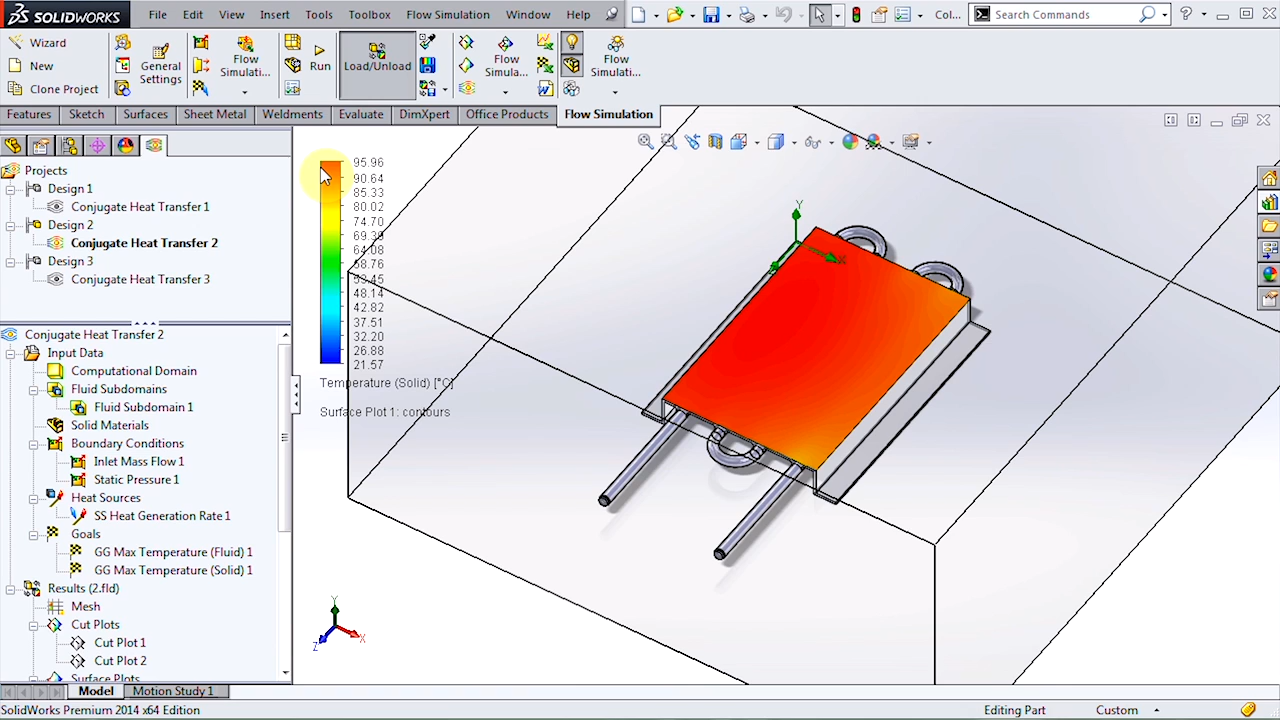 SOLIDWORKS File Edit View Insert Tools Toolbox Flow Simulation Window Help Col... Search Commands ?
Wizard
New
Clone Project
General Settings
Flow Simulati...
Run
Load/Unload
Flow Simula...
Flow Simulati...
Features Sketch Surfaces Sheet Metal Weldments Evaluate DimXpert Office Products Flow Simulation
Projects
Design 1
Conjugate Heat Transfer 1
Design 2
Conjugate Heat Transfer 2
Design 3
Conjugate Heat Transfer 3
Conjugate Heat Transfer 2
Input Data
Computational Domain
Fluid Subdomains
Fluid Subdomain 1
Solid Materials
Boundary Conditions
Inlet Mass Flow 1
Static Pressure 1
Heat Sources
SS Heat Generation Rate 1
Goals
GG Max Temperature (Fluid) 1
GG Max Temperature (Solid) 1
Results (2.fld)
Mesh
Cut Plots
Cut Plot 1
Cut Plot 2
Surface Plots
95.96
90.64
85.33
80.02
74.70
69.39
64.08
58.76
53.45
48.14
42.82
37.51
32.20
26.88
21.57
Temperature (Solid) [°C]
Surface Plot 1: contours
Y
X
Y
X
Z
Model Motion Study 1
SolidWorks Premium 2014 x64 Edition Editing Part Custom